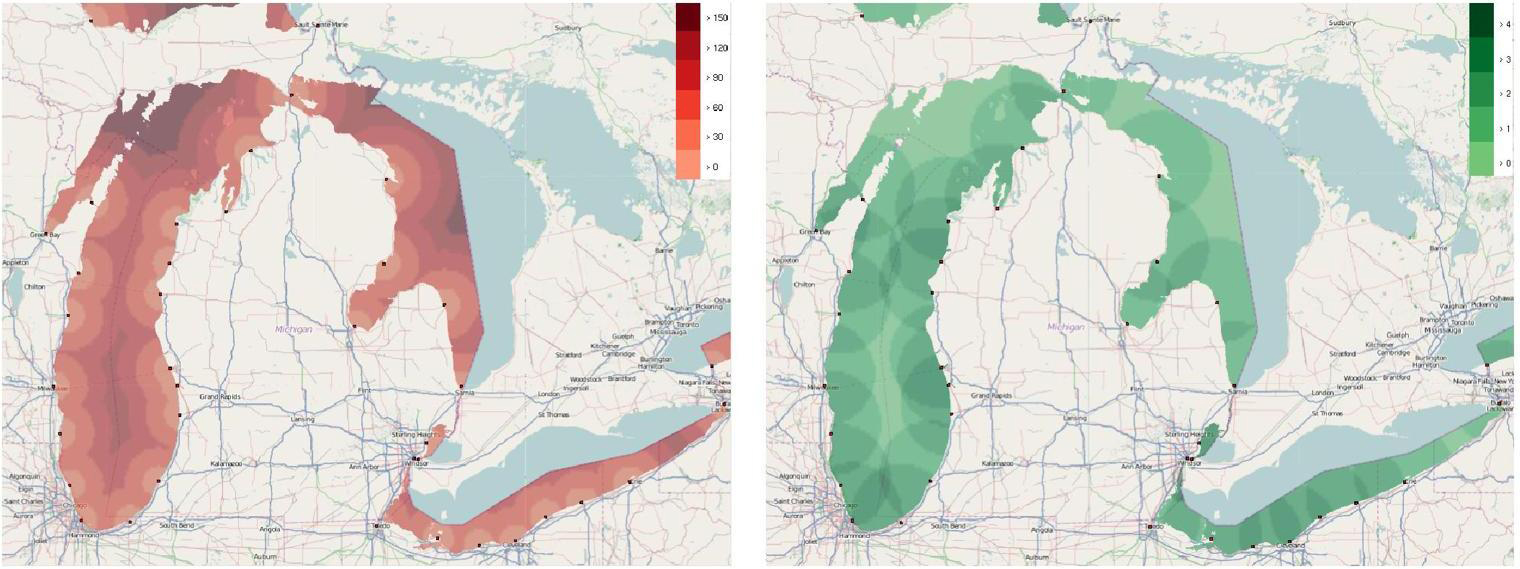 Sault Sainte Marie
Sudbury
> 150
> 120
> 90
> 60
> 30
> 0
Green Bay
Appleton
Chilton
Barrie
Michigan
Vaughan Pickering
Brampton Toronto
Mississauga
Guelph
Kitchener
Cambridge
Stratford
Burlington
Hamilton
Woodstock Brantford
Ingersoll
Niagara Falls, New
Tonawand
Grand Rapids
Flint
Sarnia
London
St Thomas
Lansing
Sterling Heights
Windsor
Ann Arbor
Kalamazoo
Algonquin
Elgin
Saint Charles
Aurora
Chicago
Joliet
Hammond
South Bend
Angola
Toledo
Auburn
Cleveland
Erie
Sault Sainte Marie
Sudbury
> 4
> 3
> 2
> 1
> 0
Green Bay
Appleton
Chilton
Barrie
Michigan
Vaughan Pickering
Oshawa
Brampton Toronto
Mississauga
Guelph
Kitchener
Cambridge
Stratford
Burlington
Hamilton
Woodstock Brantford
Ingersoll
Niagara Falls, New Y
Tonawand
Grand Rapids
Flint
Sarnia
London
St Thomas
Lansing
Sterling Heights
Windsor
Ann Arbor
Kalamazoo
Algonquin
Elgin
Saint Charles
Aurora
Chicago
Joliet
Hammond
South Bend
Angola
Toledo
Auburn
Cleveland
Erie